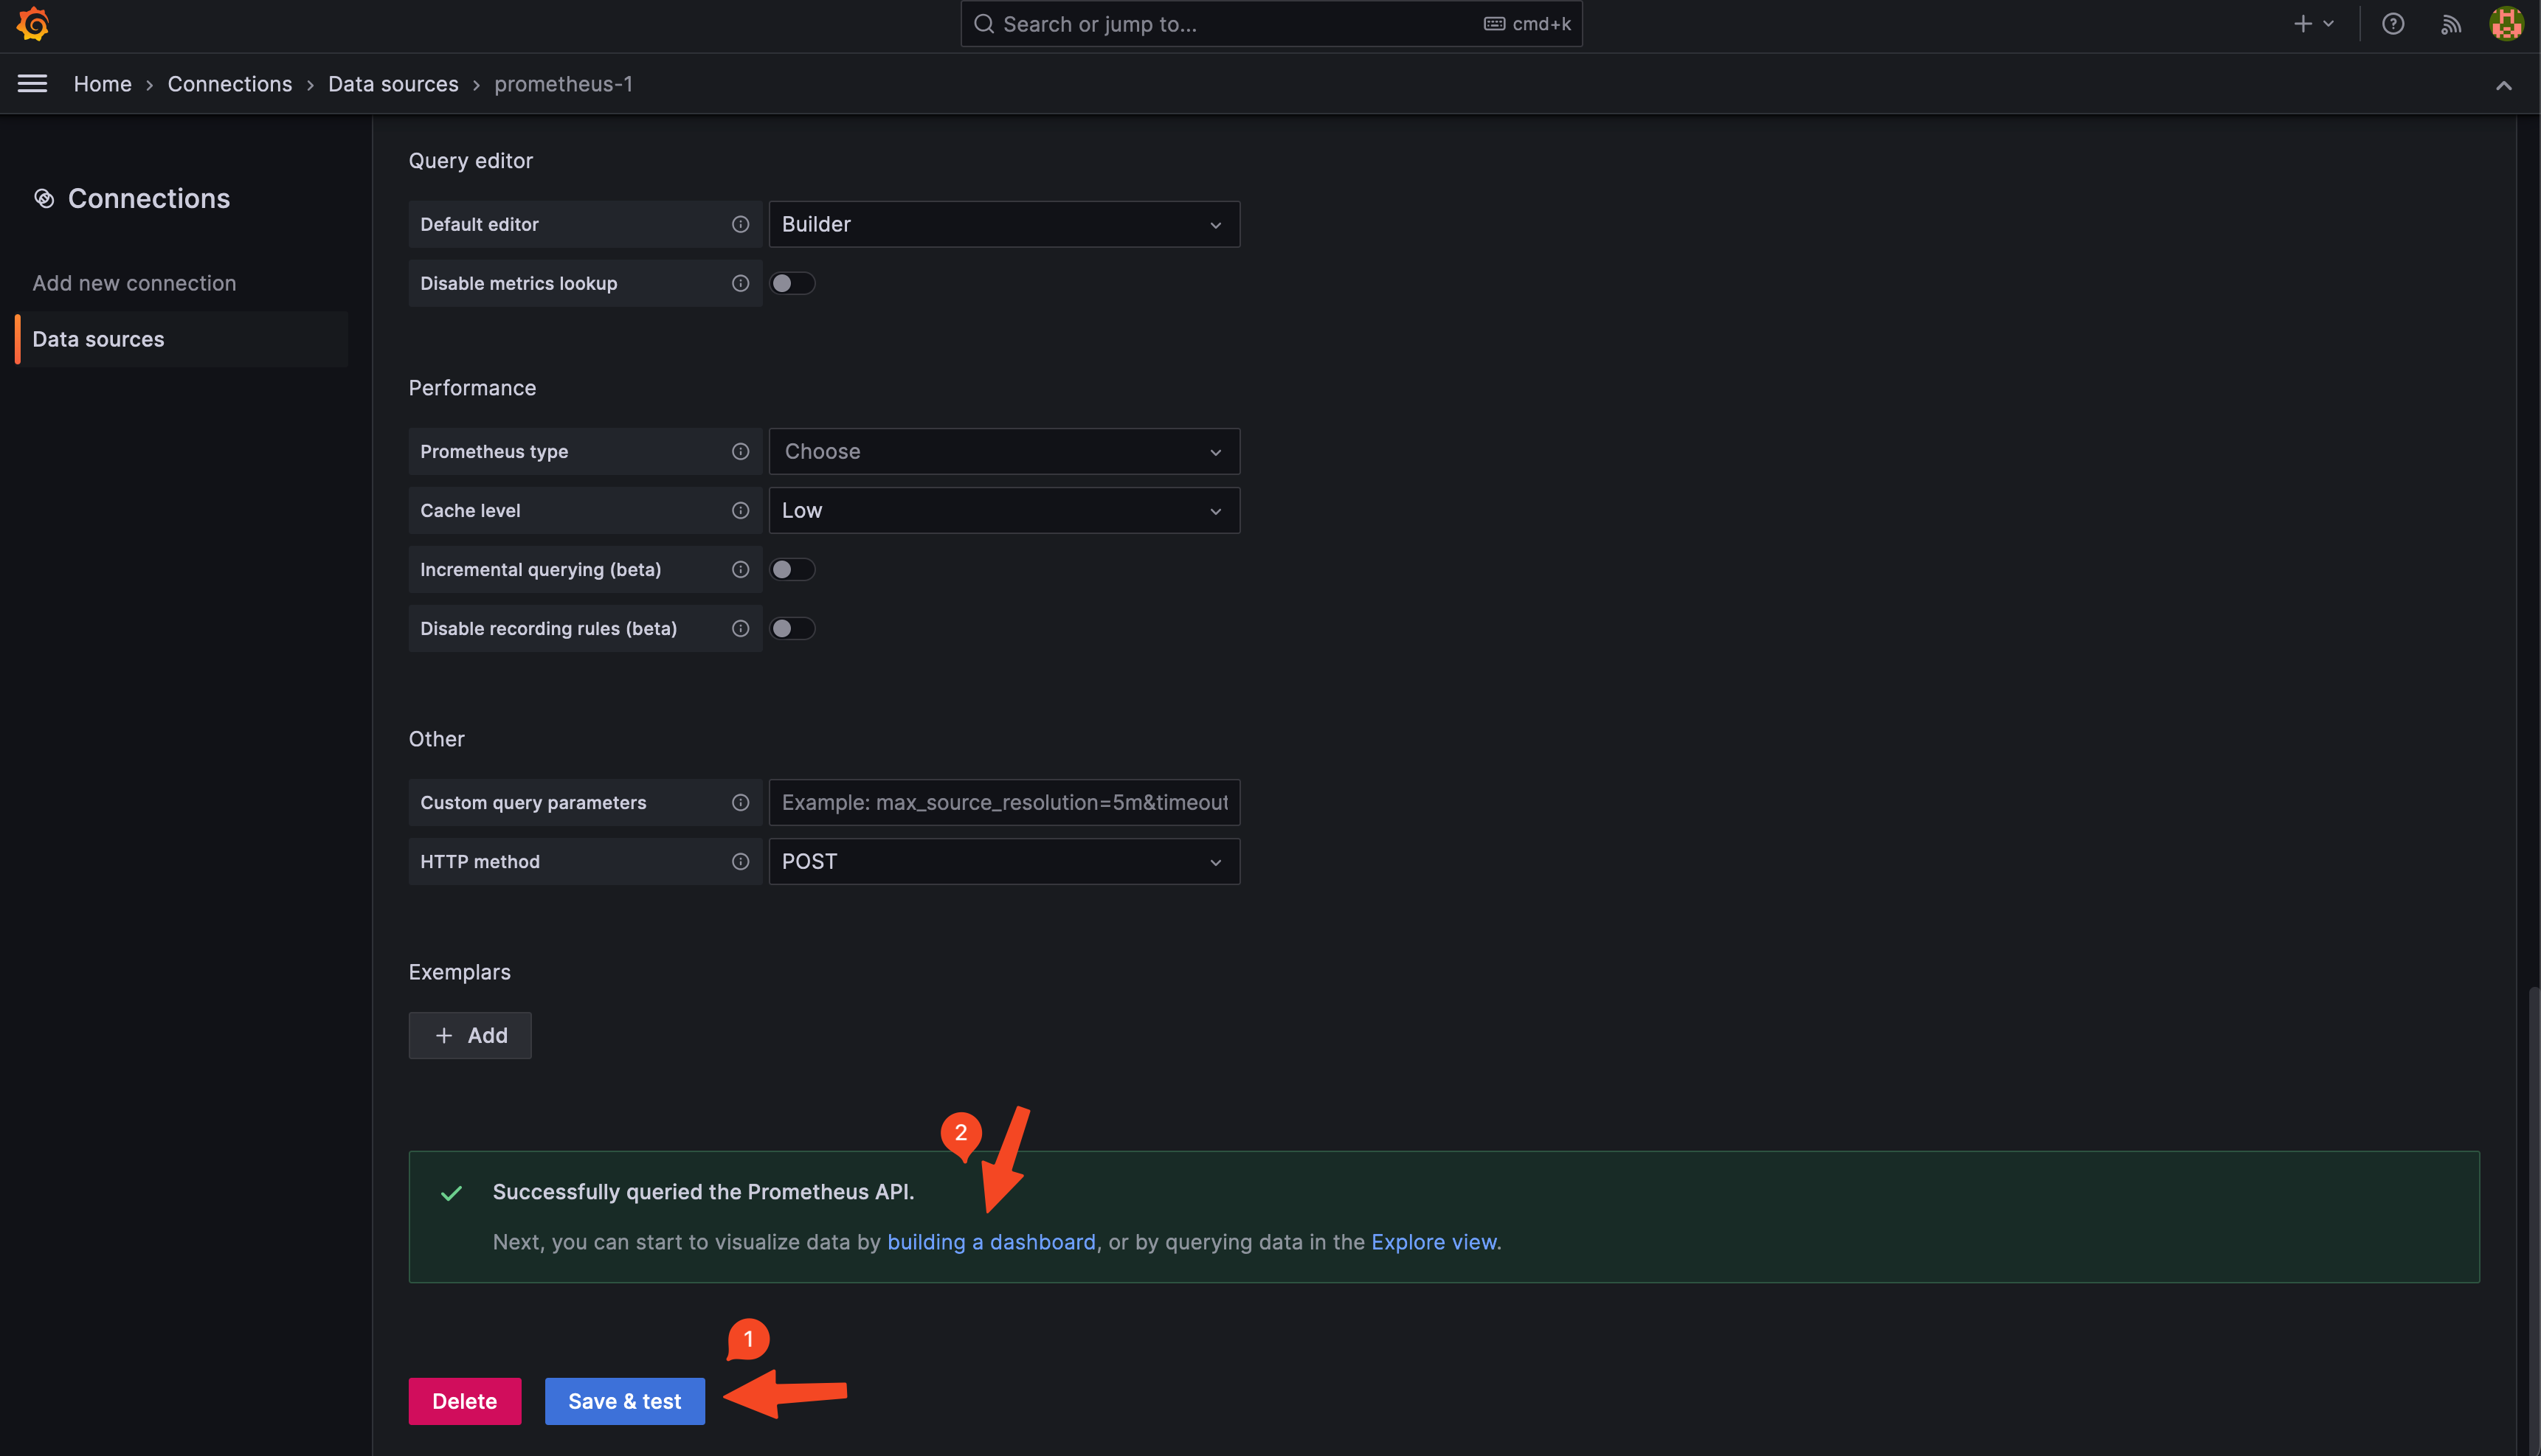 Search or jump to...
cmd+k
Home › Connections › Data sources › prometheus-1
Connections
Add new connection
Data sources
Query editor
Default editor
Builder
Disable metrics lookup
Performance
Prometheus type
Choose
Cache level
Low
Incremental querying (beta)
Disable recording rules (beta)
Other
Custom query parameters
Example: max_source_resolution=5m&timeout
HTTP method
POST
Exemplars
+ Add
2
Successfully queried the Prometheus API.
Next, you can start to visualize data by building a dashboard, or by querying data in the Explore view.
1
Delete
Save & test